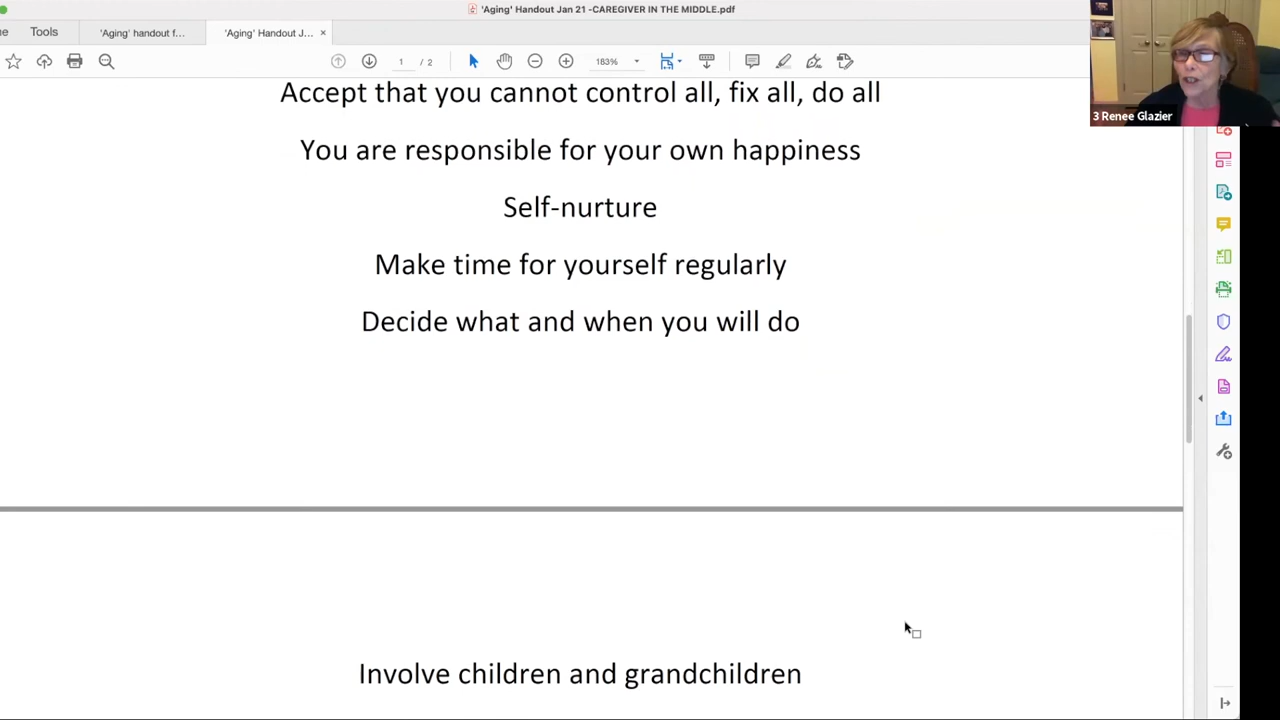 'Aging' Handout Jan 21 -CAREGIVER IN THE MIDDLE.pdf
Tools
'Aging' handout f...
'Aging' Handout J... ×
1 / 2
183%
3 Renee Glazier
Accept that you cannot control all, fix all, do all
You are responsible for your own happiness
Self-nurture
Make time for yourself regularly
Decide what and when you will do
Involve children and grandchildren